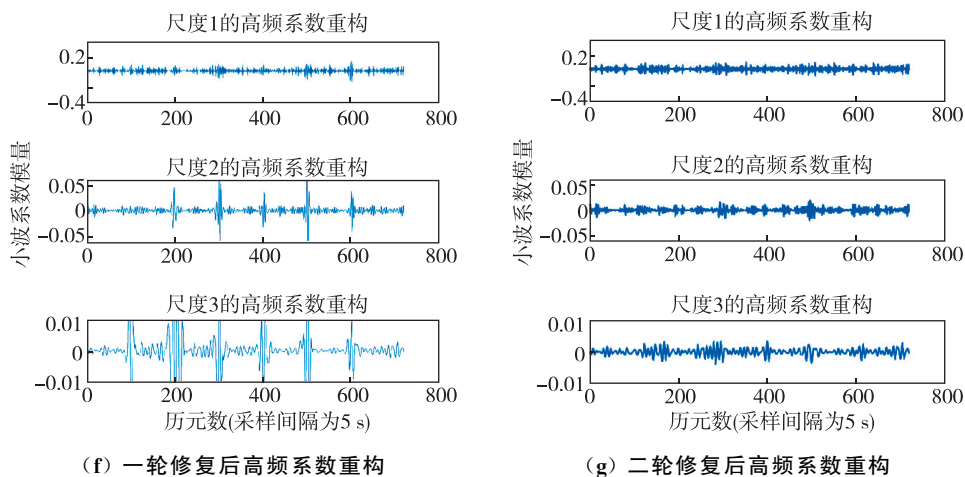 尺度1的高频系数重构
0.2
-0.4
0 200 400 600 800
尺度2的高频系数重构
0.05
0
-0.05
0 200 400 600 800
尺度3的高频系数重构
0.01
0
-0.01
0 200 400 600 800
小波系数模量
历元数(采样间隔为5 s)
(f) 一轮修复后高频系数重构
尺度1的高频系数重构
0.2
-0.4
0 200 400 600 800
尺度2的高频系数重构
0.05
0
-0.05
0 200 400 600 800
尺度3的高频系数重构
0.01
0
-0.01
0 200 400 600 800
小波系数模量
历元数(采样间隔为5 s)
(g) 二轮修复后高频系数重构